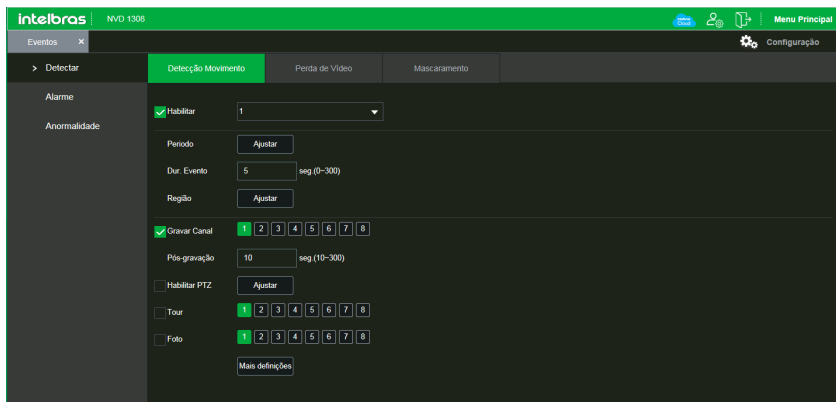 intelbras NVD 1308 Menu Principal
Eventos × Configuração
> Detectar Detecção Movimento Perda de Vídeo Mascaramento
Alarme
Habilitar 1
Anormalidade
Periodo Ajustar
Dur. Evento 5 seg.(0~300)
Região Ajustar
Gravar Canal 1 2 3 4 5 6 7 8
Pós-gravação 10 seg.(10~300)
Habilitar PTZ Ajustar
Tour 1 2 3 4 5 6 7 8
Foto 1 2 3 4 5 6 7 8
Mais definições